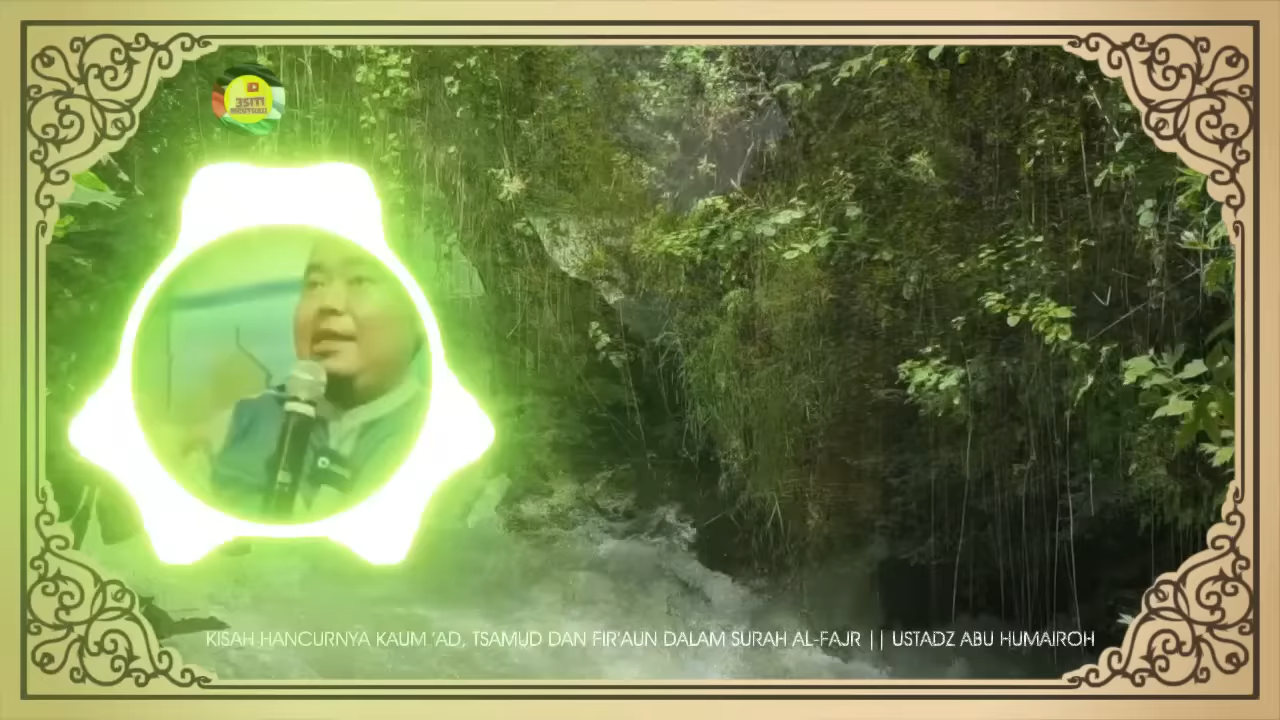 KISAH HANCURNYA KAUM 'AD, TSAMUD DAN FIR'AUN DALAM SURAH AL-FAJR || USTADZ ABU HUMAIROH